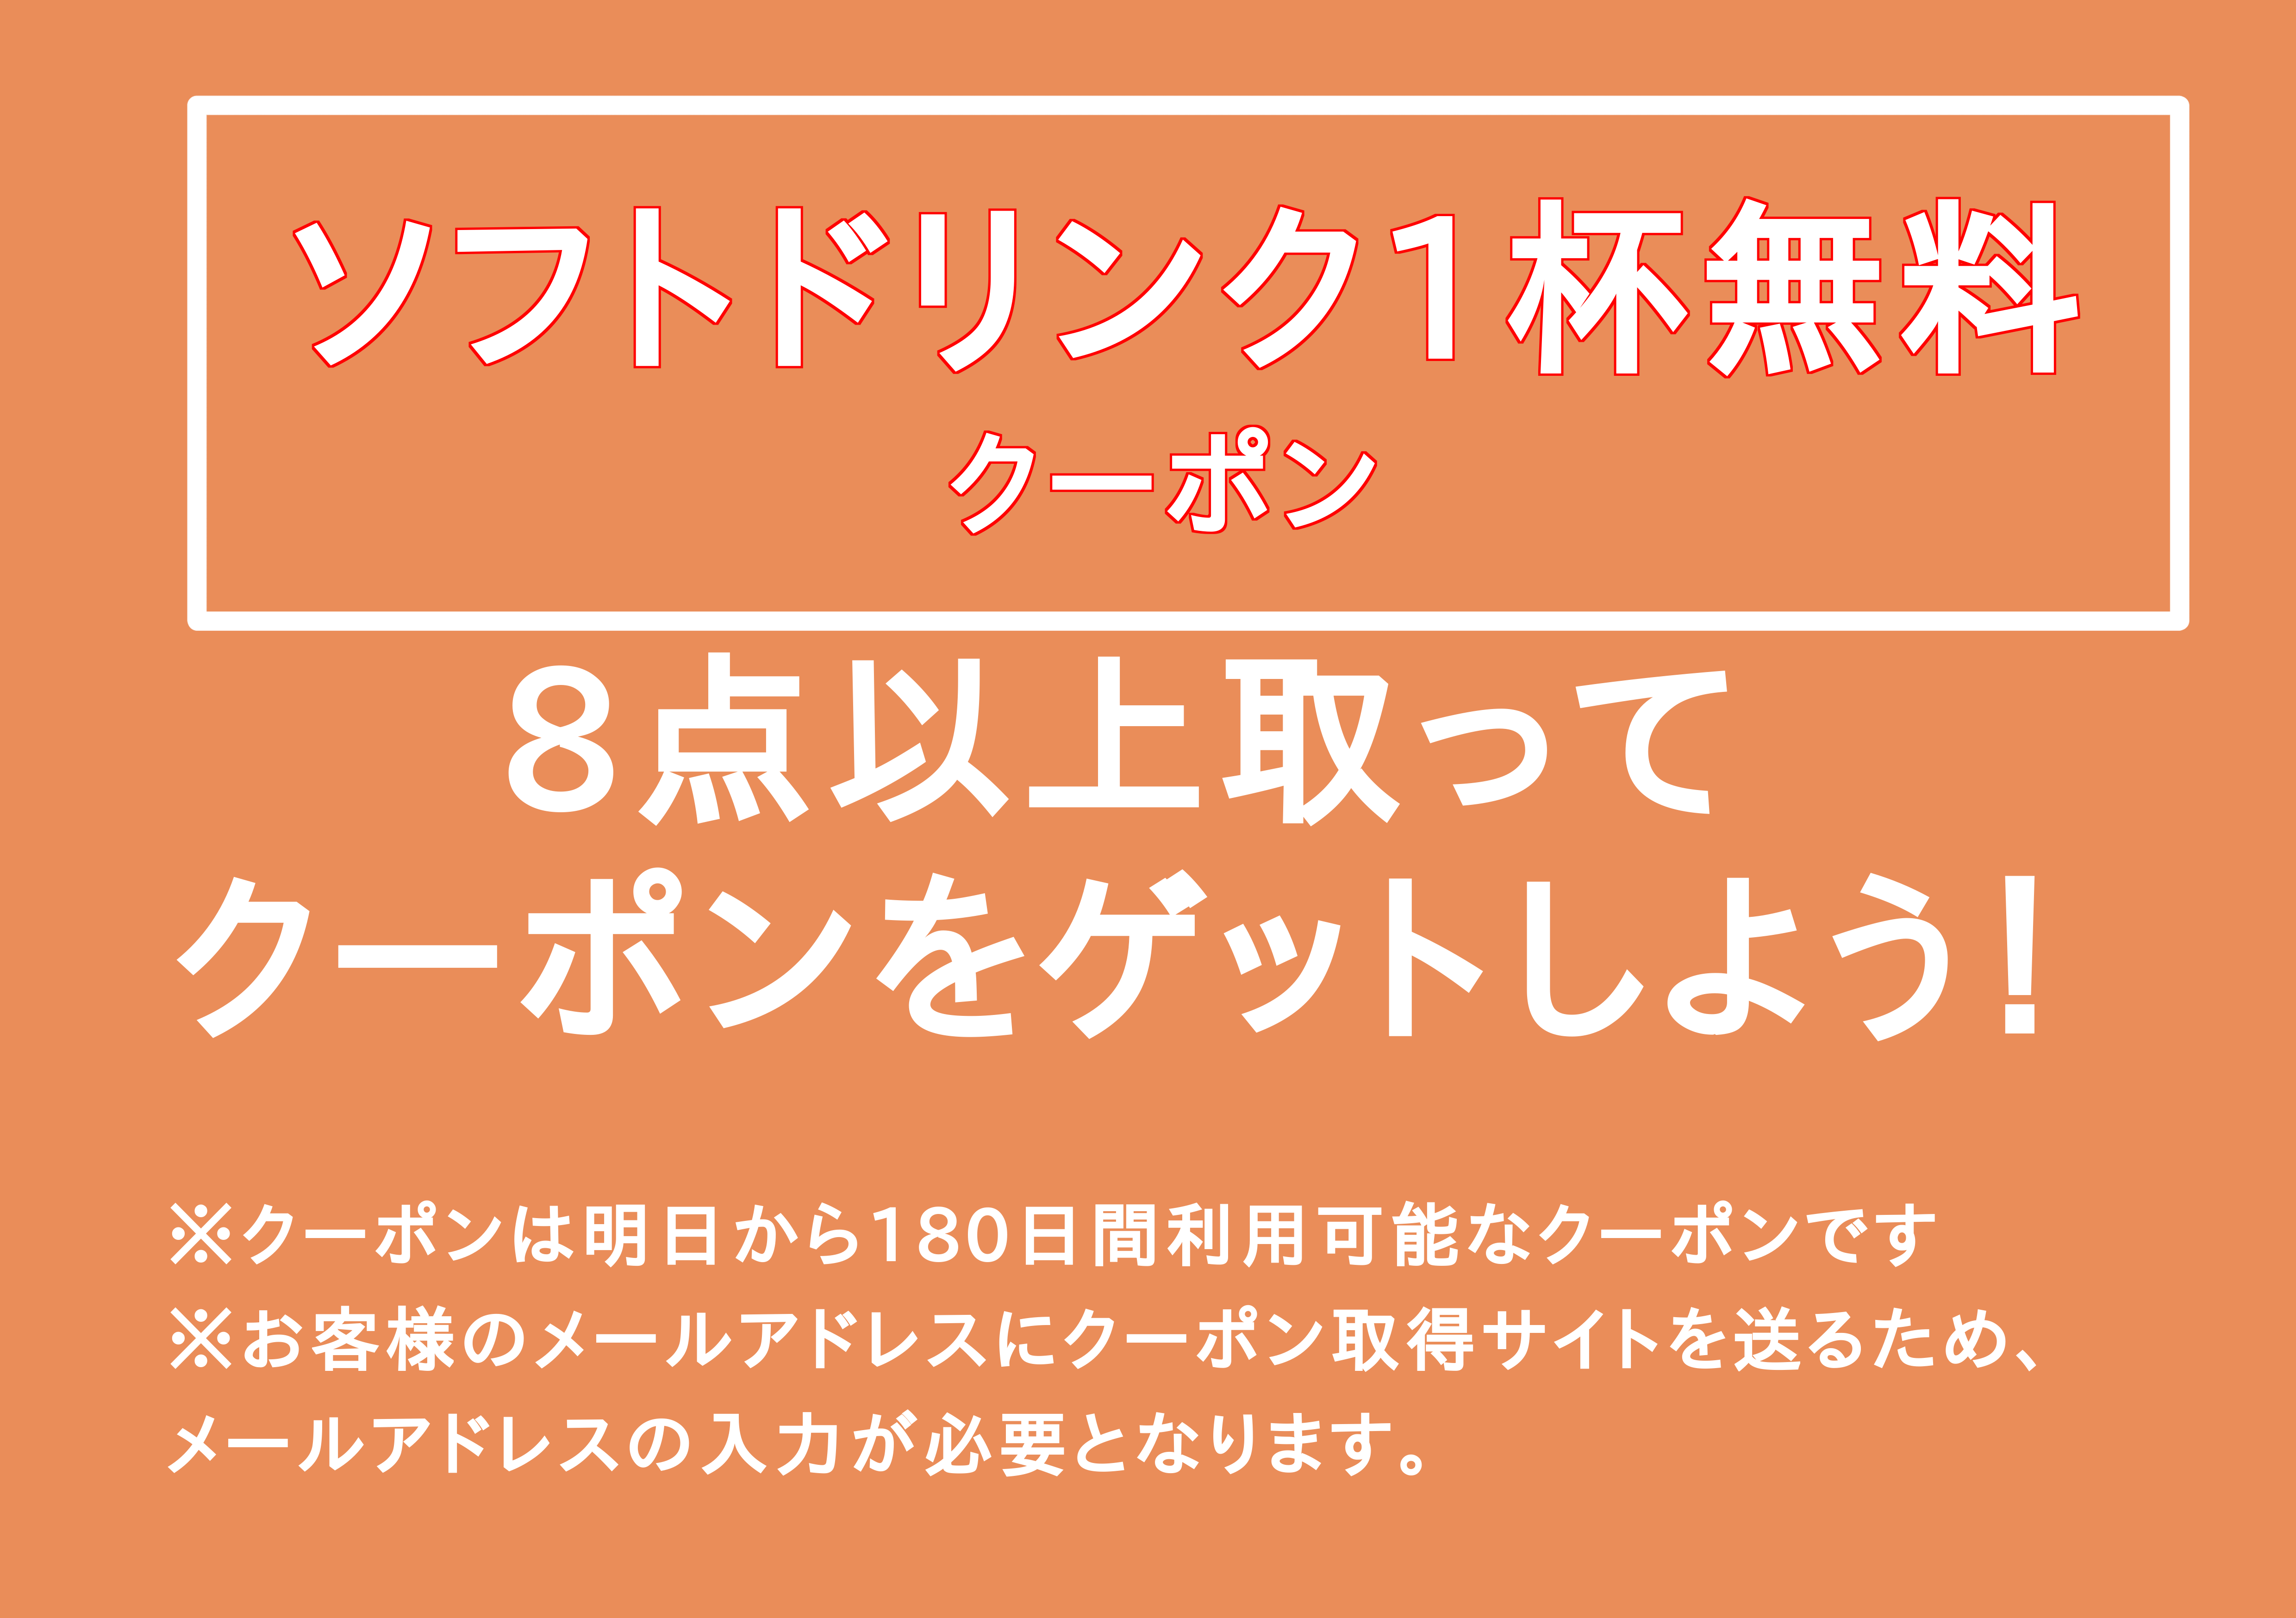 ソフトドリンク1杯無料
クーポン
8点以上取って
クーポンをゲットしよう!
※クーポンは明日から180日間利用可能なクーポンです
※お客様のメールアドレスにクーポン取得サイトを送るため、
メールアドレスの入力が必要となります。